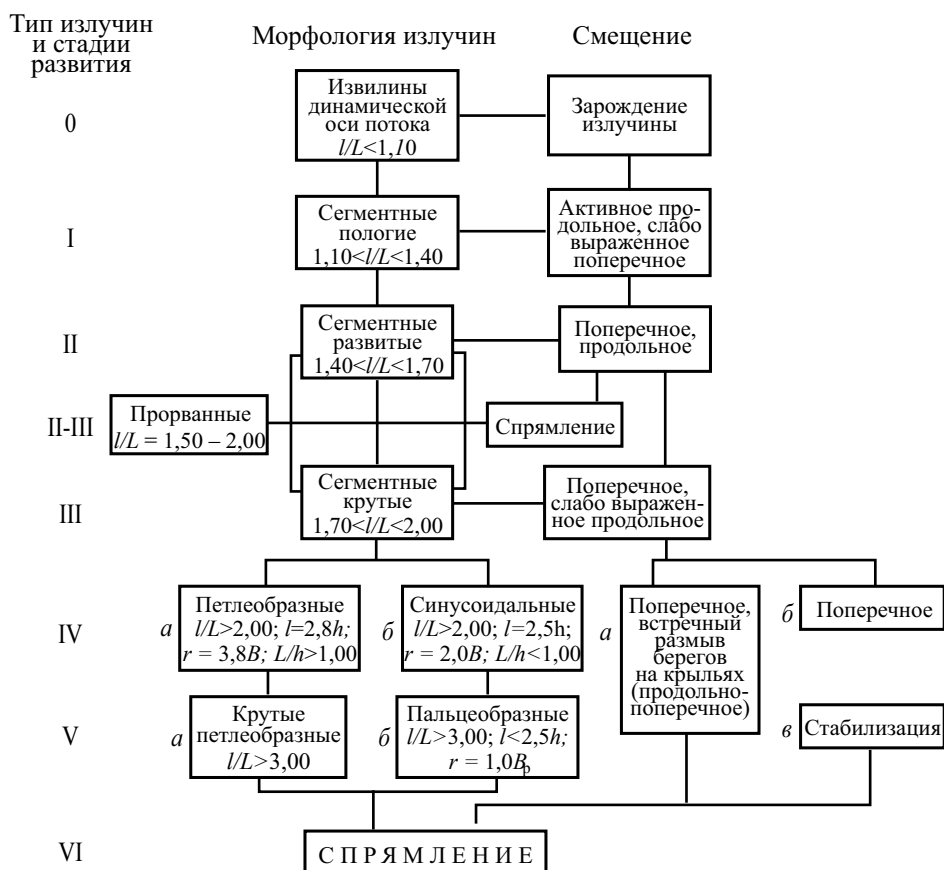 Тип излучин
и стадии
развития
Морфология излучин
Смещение
0
Извилины
динамической
оси потока
l/L<1,10
Зарождение
излучины
I
Сегментные
пологие
1,10<l/L<1,40
Активное про-
дольное, слабо
выраженное
поперечное
II
Сегментные
развитые
1,40<l/L<1,70
Поперечное,
продольное
II-III
Прорванные
l/L = 1,50 – 2,00
Спрямление
III
Сегментные
крутые
1,70<l/L<2,00
Поперечное,
слабо выражен-
ное продольное
IV
а
Петлеобразные
l/L>2,00; l=2,8h;
r = 3,8B; L/h>1,00
б
Синусоидальные
l/L>2,00; l=2,5h;
r = 2,0B; L/h<1,00
а
Поперечное,
встречный
размыв
берегов
на крыльях
(продольно-
поперечное)
б
Поперечное
V
а
Крутые
петлеобразные
l/L>3,00
б
Пальцеобразные
l/L>3,00; l<2,5h;
r = 1,0Bр
в
Стабилизация
VI
СПРЯМЛЕНИЕ